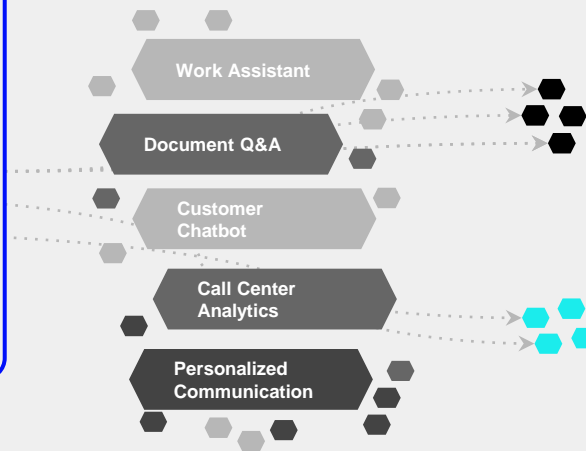 Work Assistant
Document Q&A
Customer
Chatbot
Call Center
Analytics
Personalized
Communication